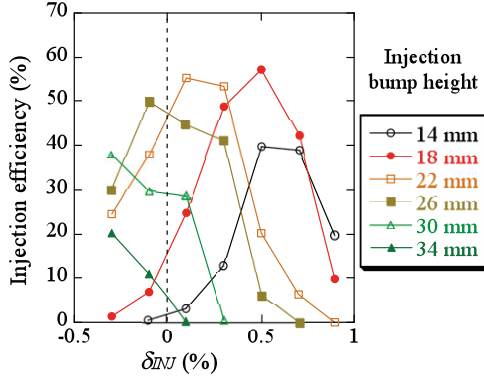 70
60
50
40
30
20
10
0
-0.5
0
0.5
1
Injection efficiency (%)
δINJ (%)
Injection
bump height
14 mm
18 mm
22 mm
26 mm
30 mm
34 mm